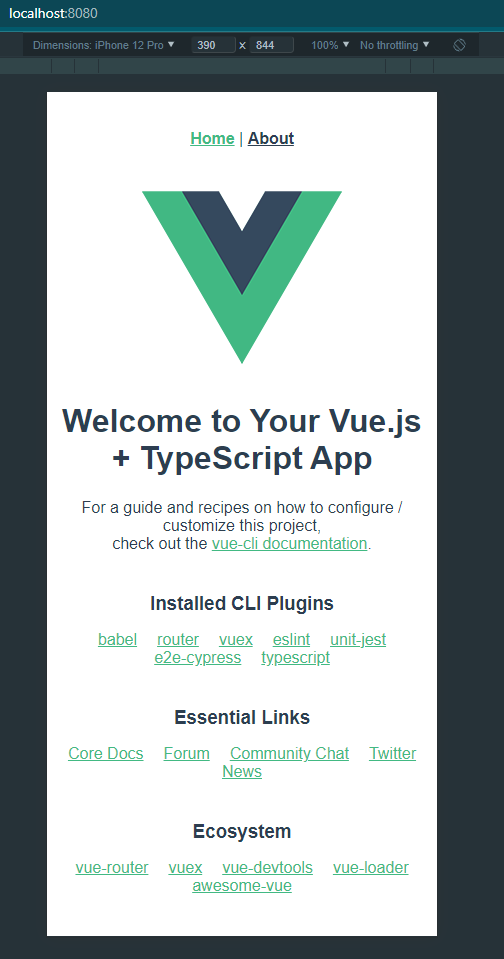 localhost:8080
Dimensions: iPhone 12 Pro ▼ 390 x 844 100% ▼ No throttling ▼
Home | About
Welcome to Your Vue.js
+ TypeScript App
For a guide and recipes on how to configure /
customize this project,
check out the vue-cli documentation.
Installed CLI Plugins
babel router vuex eslint unit-jest
e2e-cypress typescript
Essential Links
Core Docs Forum Community Chat Twitter
News
Ecosystem
vue-router vuex vue-devtools vue-loader
awesome-vue